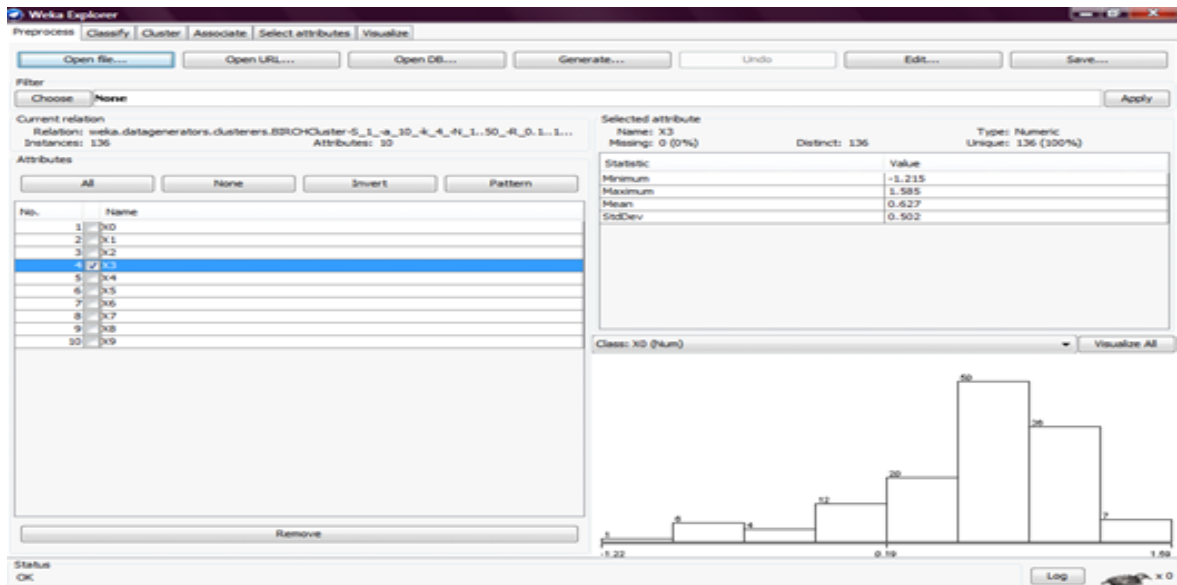 Weka Explorer
Preprocess Classify Cluster Associate Select attributes Visualize
Open file... Open URL... Open DB... Generate... Undo Edit... Save...
Filter
Choose None Apply
Current relation
Relation: weka.datagenerators.clusterers.BIRCHCluster-S_1_-a_10_-k_4_-N_1..50_-R_0.1..1...
Instances: 136 Attributes: 10
Attributes
All None Invert Pattern
No. Name
1 X0
2 X1
3 X2
4 X3
5 X4
6 X5
7 X6
8 X7
9 X8
10 X9
Remove
Selected attribute
Name: X3 Type: Numeric
Missing: 0 (0%) Distinct: 136 Unique: 136 (100%)
Statistic Value
Minimum -1.215
Maximum 1.585
Mean 0.627
StdDev 0.502
Class: X0 (Num) Visualize All
1 6 4 12 20 50 36 7
-1.22 0.19 1.59
Status
OK
Log x 0